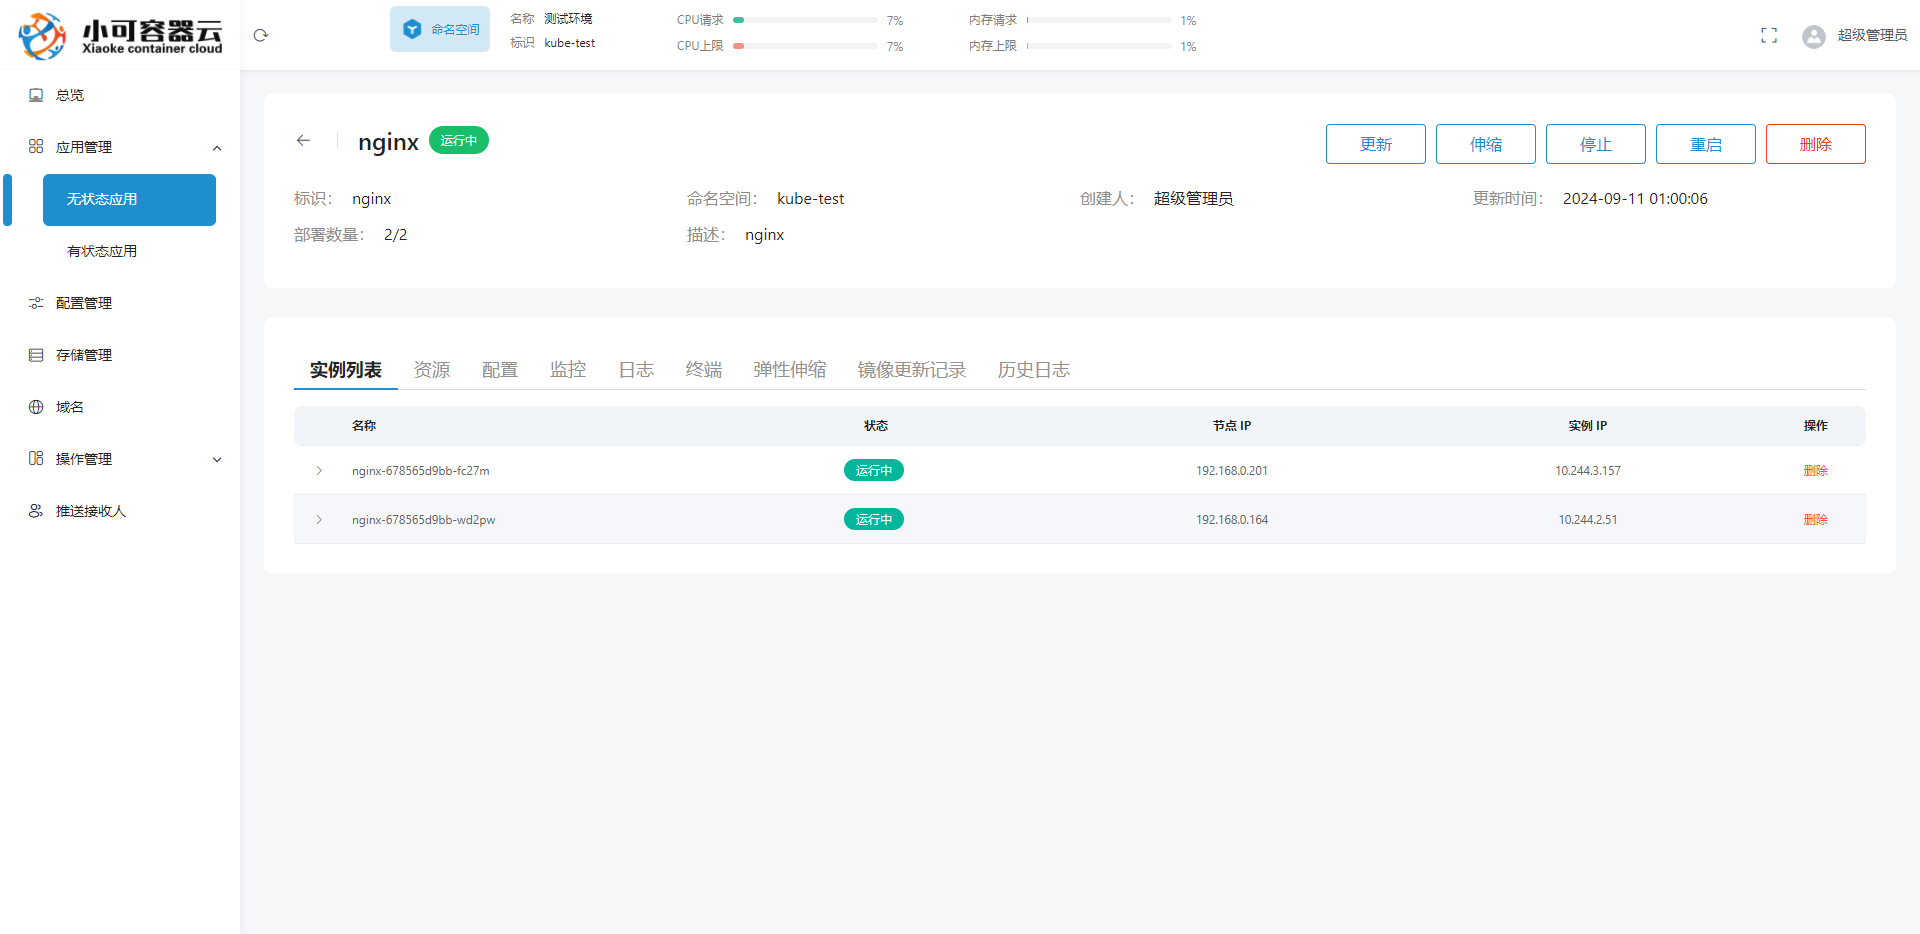 小可容器云
Xiaoke container cloud
命名空间
名称 测试环境
标识 kube-test
CPU请求 7%
CPU上限 7%
内存请求 1%
内存上限 1%
超级管理员
总览
应用管理
无状态应用
有状态应用
配置管理
存储管理
域名
操作管理
推送接收人
nginx 运行中
更新 伸缩 停止 重启 删除
标识： nginx 命名空间： kube-test 创建人： 超级管理员 更新时间： 2024-09-11 01:00:06
部署数量： 2/2 描述： nginx
实例列表 资源 配置 监控 日志 终端 弹性伸缩 镜像更新记录 历史日志
名称 状态 节点 IP 实例 IP 操作
nginx-678565d9bb-fc27m 运行中 192.168.0.201 10.244.3.157 删除
nginx-678565d9bb-wd2pw 运行中 192.168.0.164 10.244.2.51 删除